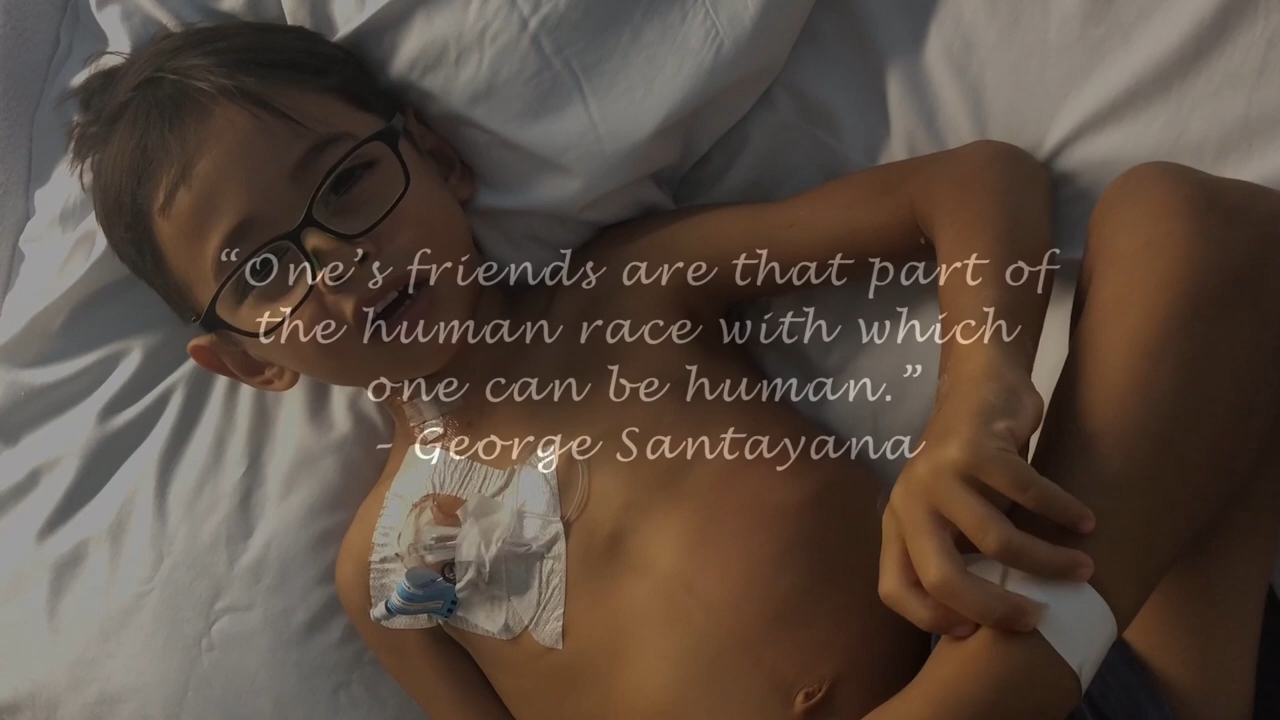 “One’s friends are that part of
the human race with which
one can be human.”
- George Santayana